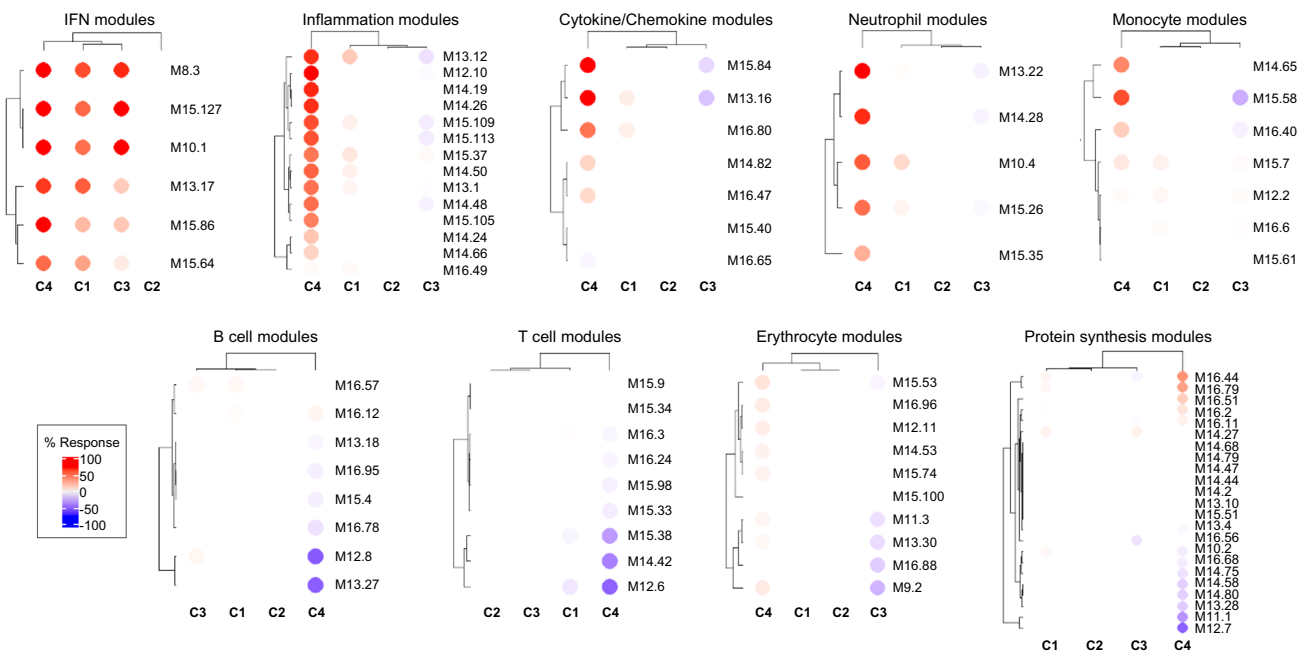 IFN modules
M8.3
M15.127
M10.1
M13.17
M15.86
M15.64
C4 C1 C3 C2
Inflammation modules
M13.12
M12.10
M14.19
M14.26
M15.109
M15.113
M15.37
M14.50
M13.1
M14.48
M15.105
M14.24
M14.66
M16.49
C4 C1 C2 C3
Cytokine/Chemokine modules
M15.84
M13.16
M16.80
M14.82
M16.47
M15.40
M16.65
C4 C1 C2 C3
Neutrophil modules
M13.22
M14.28
M10.4
M15.26
M15.35
C4 C1 C2 C3
Monocyte modules
M14.65
M15.58
M16.40
M15.7
M12.2
M16.6
M15.61
C4 C1 C2 C3
% Response
100
50
0
-50
-100
B cell modules
M16.57
M16.12
M13.18
M16.95
M15.4
M16.78
M12.8
M13.27
C3 C1 C2 C4
T cell modules
M15.9
M15.34
M16.3
M16.24
M15.98
M15.33
M15.38
M14.42
M12.6
C2 C3 C1 C4
Erythrocyte modules
M15.53
M16.96
M12.11
M14.53
M15.74
M15.100
M11.3
M13.30
M16.88
M9.2
C4 C1 C2 C3
Protein synthesis modules
M16.44
M16.79
M16.51
M16.2
M16.11
M14.27
M14.68
M14.79
M14.47
M14.44
M14.2
M13.10
M15.51
M13.4
M16.56
M10.2
M16.68
M14.75
M14.58
M14.80
M13.28
M11.1
M12.7
C1 C2 C3 C4